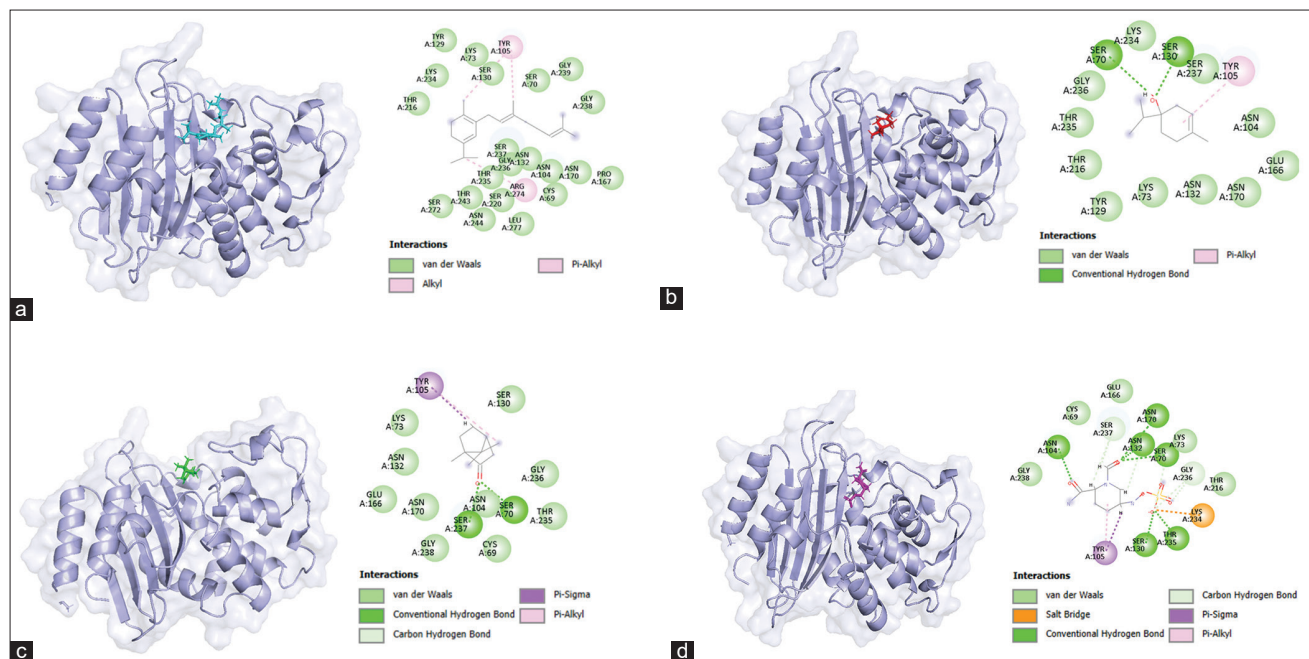 TYR
A:129
LYS
A:73
TYR
A:105
LYS
A:234
SER
A:130
SER
A:70
GLY
A:239
THR
A:216
GLY
A:238
SER
A:237
GLY
A:236
ASN
A:132
THR
A:235
ASN
A:104
ASN
A:170
PRO
A:167
ARG
A:274
CYS
A:69
SER
A:272
THR
A:243
SER
A:220
ASN
A:244
LEU
A:277
Interactions
van der Waals
Alkyl
Pi-Alkyl
a
SER
A:70
LYS
A:234
SER
A:130
SER
A:237
TYR
A:105
GLY
A:236
H
O
THR
A:235
ASN
A:104
THR
A:216
GLU
A:166
TYR
A:129
LYS
A:73
ASN
A:132
ASN
A:170
Interactions
van der Waals
Conventional Hydrogen Bond
Pi-Alkyl
b
TYR
A:105
SER
A:130
LYS
A:73
H
ASN
A:132
GLY
A:236
GLU
A:166
ASN
A:170
O
ASN
A:104
SER
A:70
THR
A:235
SER
A:237
GLY
A:238
CYS
A:69
Interactions
van der Waals
Conventional Hydrogen Bond
Carbon Hydrogen Bond
Pi-Sigma
Pi-Alkyl
c
GLU
A:166
CYS
A:69
ASN
A:170
SER
A:237
ASN
A:132
LYS
A:73
ASN
A:104
SER
A:70
GLY
A:238
GLY
A:236
THR
A:216
LYS
A:234
TYR
A:105
SER
A:130
THR
A:235
Interactions
van der Waals
Salt Bridge
Conventional Hydrogen Bond
Carbon Hydrogen Bond
Pi-Sigma
Pi-Alkyl
d